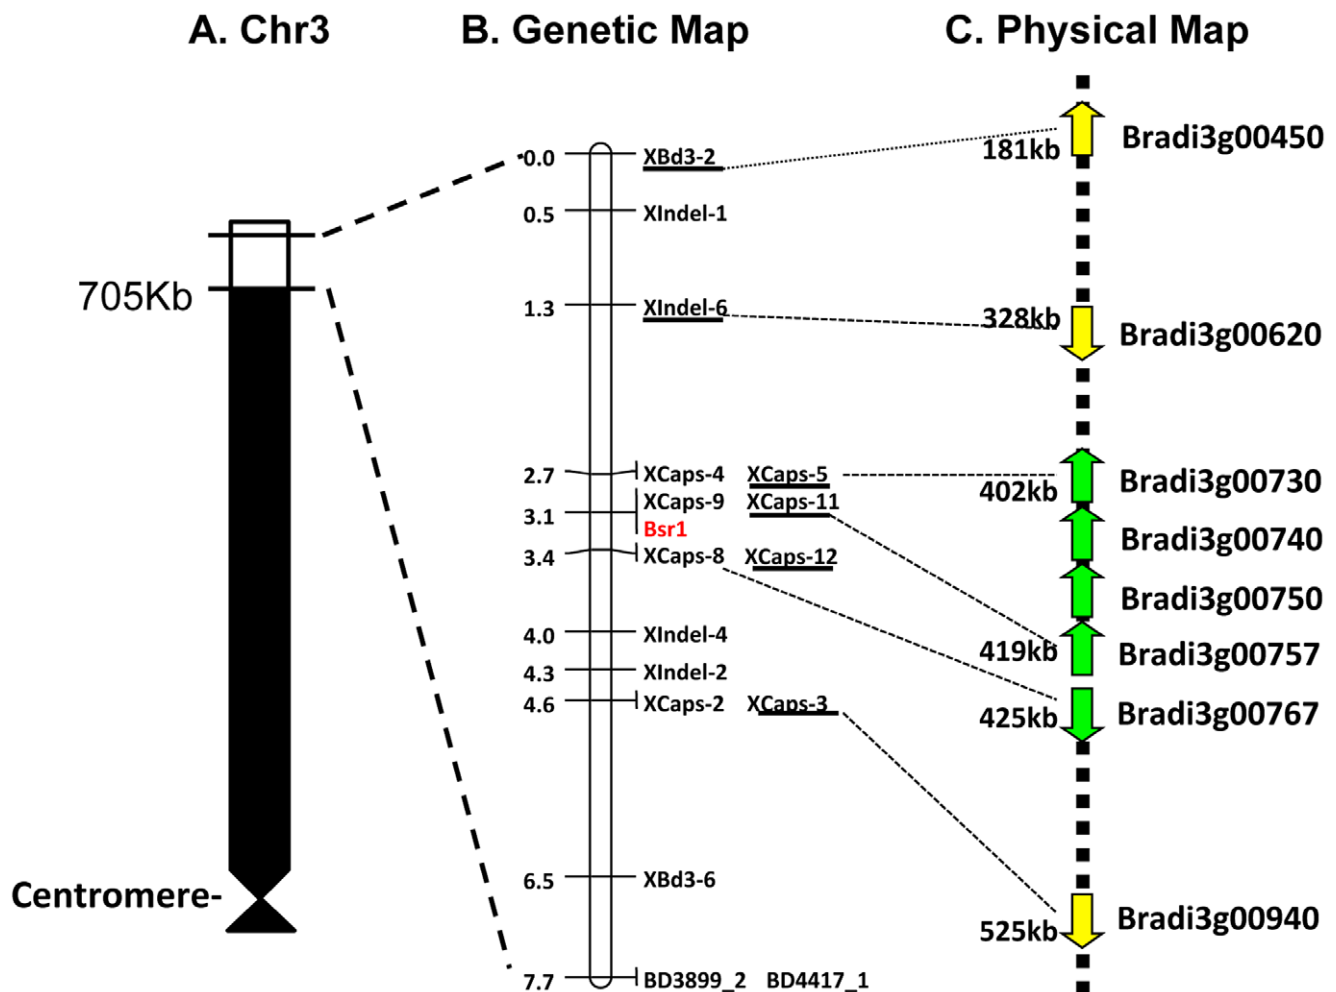 A. Chr3
B. Genetic Map
C. Physical Map
705Kb
Centromere-
0.0 XBd3-2
0.5 XIndel-1
1.3 XIndel-6
2.7 XCaps-4 XCaps-5
XCaps-9 XCaps-11
3.1
Bsr1
3.4 XCaps-8 XCaps-12
4.0 XIndel-4
4.3 XIndel-2
4.6 XCaps-2 XCaps-3
6.5 XBd3-6
7.7 BD3899_2 BD4417_1
181kb Bradi3g00450
328kb Bradi3g00620
402kb Bradi3g00730
Bradi3g00740
Bradi3g00750
419kb Bradi3g00757
425kb Bradi3g00767
525kb Bradi3g00940